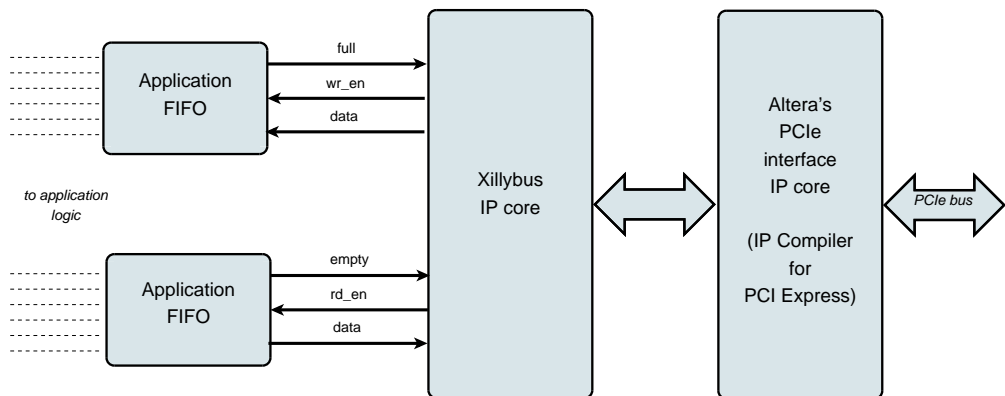 Application
FIFO
full
wr_en
data
to application
logic
Application
FIFO
empty
rd_en
data
Xillybus
IP core
Altera's
PCIe
interface
IP core
(IP Compiler
for
PCI Express)
PCIe bus